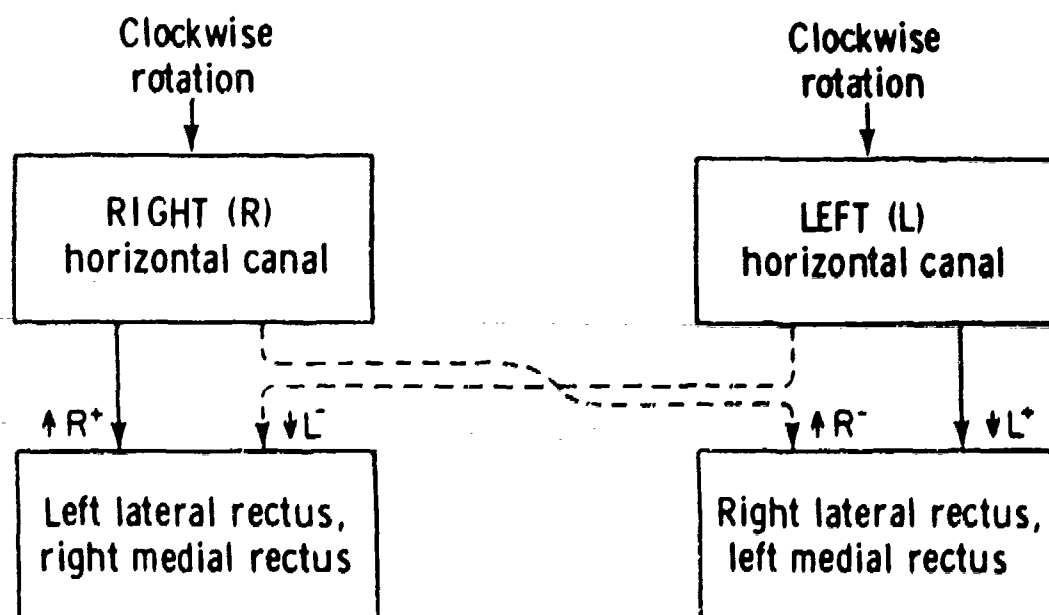 Clockwise
rotation
Clockwise
rotation
RIGHT (R)
horizontal canal
LEFT (L)
horizontal canal
↑ R⁺
↓ L⁻
↑ R⁻
↓ L⁺
Left lateral rectus,
right medial rectus
Right lateral rectus,
left medial rectus